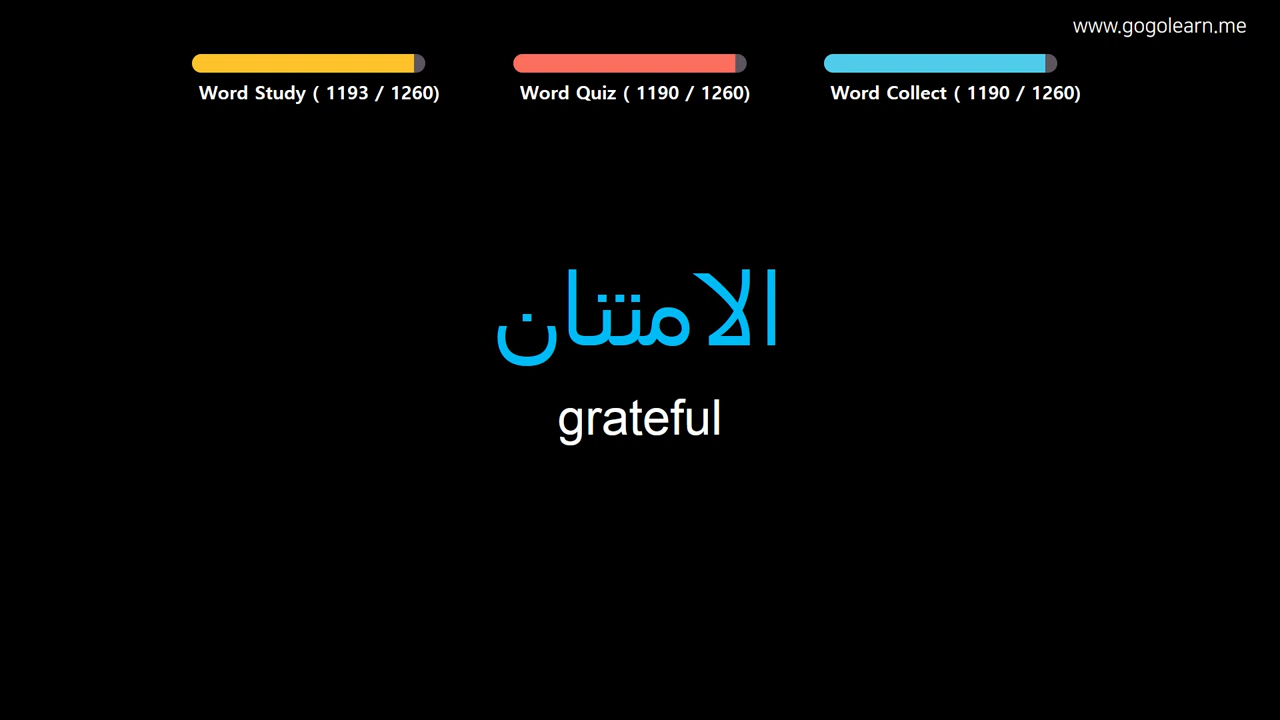 www.gogolearn.me
Word Study ( 1193 / 1260)
Word Quiz ( 1190 / 1260)
Word Collect ( 1190 / 1260)
الامتنان
grateful